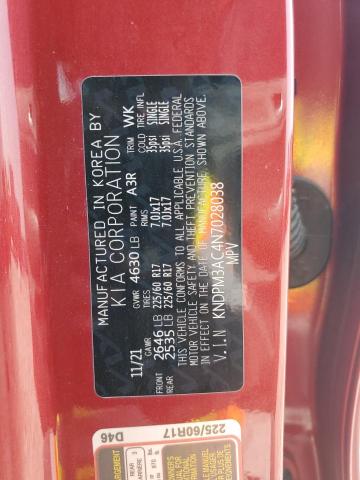 MANUFACTURED IN KOREA BY
KIA CORPORATION
11/21 GVWR 4630 LB PAINT A3R TRIM WK
GAWR TIRES RIMS COLD TIRE INFL
FRONT 2646 LB 225/60 R17 7.0Jx17 35psi SINGLE
REAR 2535 LB 225/60 R17 7.0Jx17 35psi SINGLE
THIS VEHICLE CONFORMS TO ALL APPLICABLE U.S.A. FEDERAL
MOTOR VEHICLE SAFETY AND THEFT PREVENTION STANDARDS
IN EFFECT ON THE DATE OF MANUFACTURE SHOWN ABOVE.
V.I.N KNDPM3AC4N7028038
MPV
D46
REAR
225/60R17